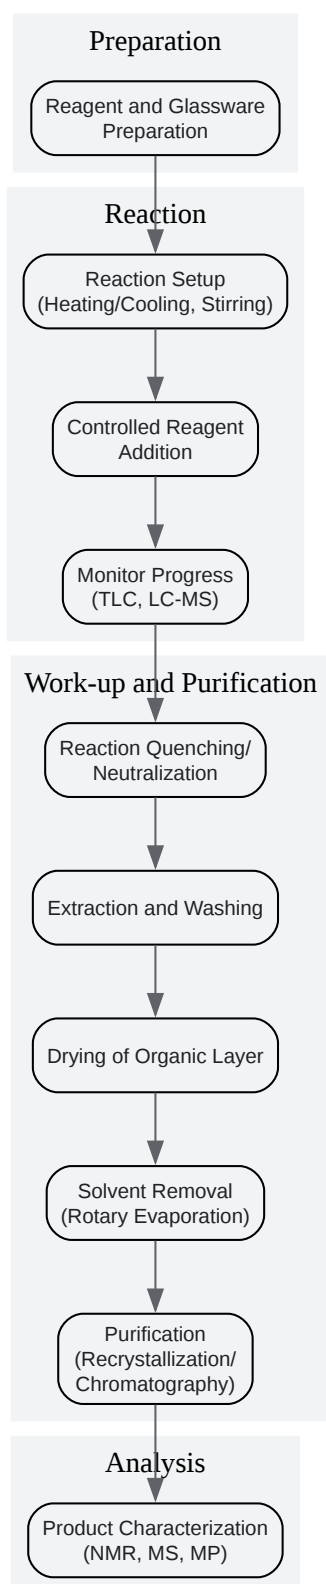 Preparation
Reagent and Glassware
Preparation
Reaction
Reaction Setup
(Heating/Cooling, Stirring)
Controlled Reagent
Addition
Monitor Progress
(TLC, LC-MS)
Work-up and Purification
Reaction Quenching/
Neutralization
Extraction and Washing
Drying of Organic Layer
Solvent Removal
(Rotary Evaporation)
Purification
(Recrystallization/
Chromatography)
Analysis
Product Characterization
(NMR, MS, MP)